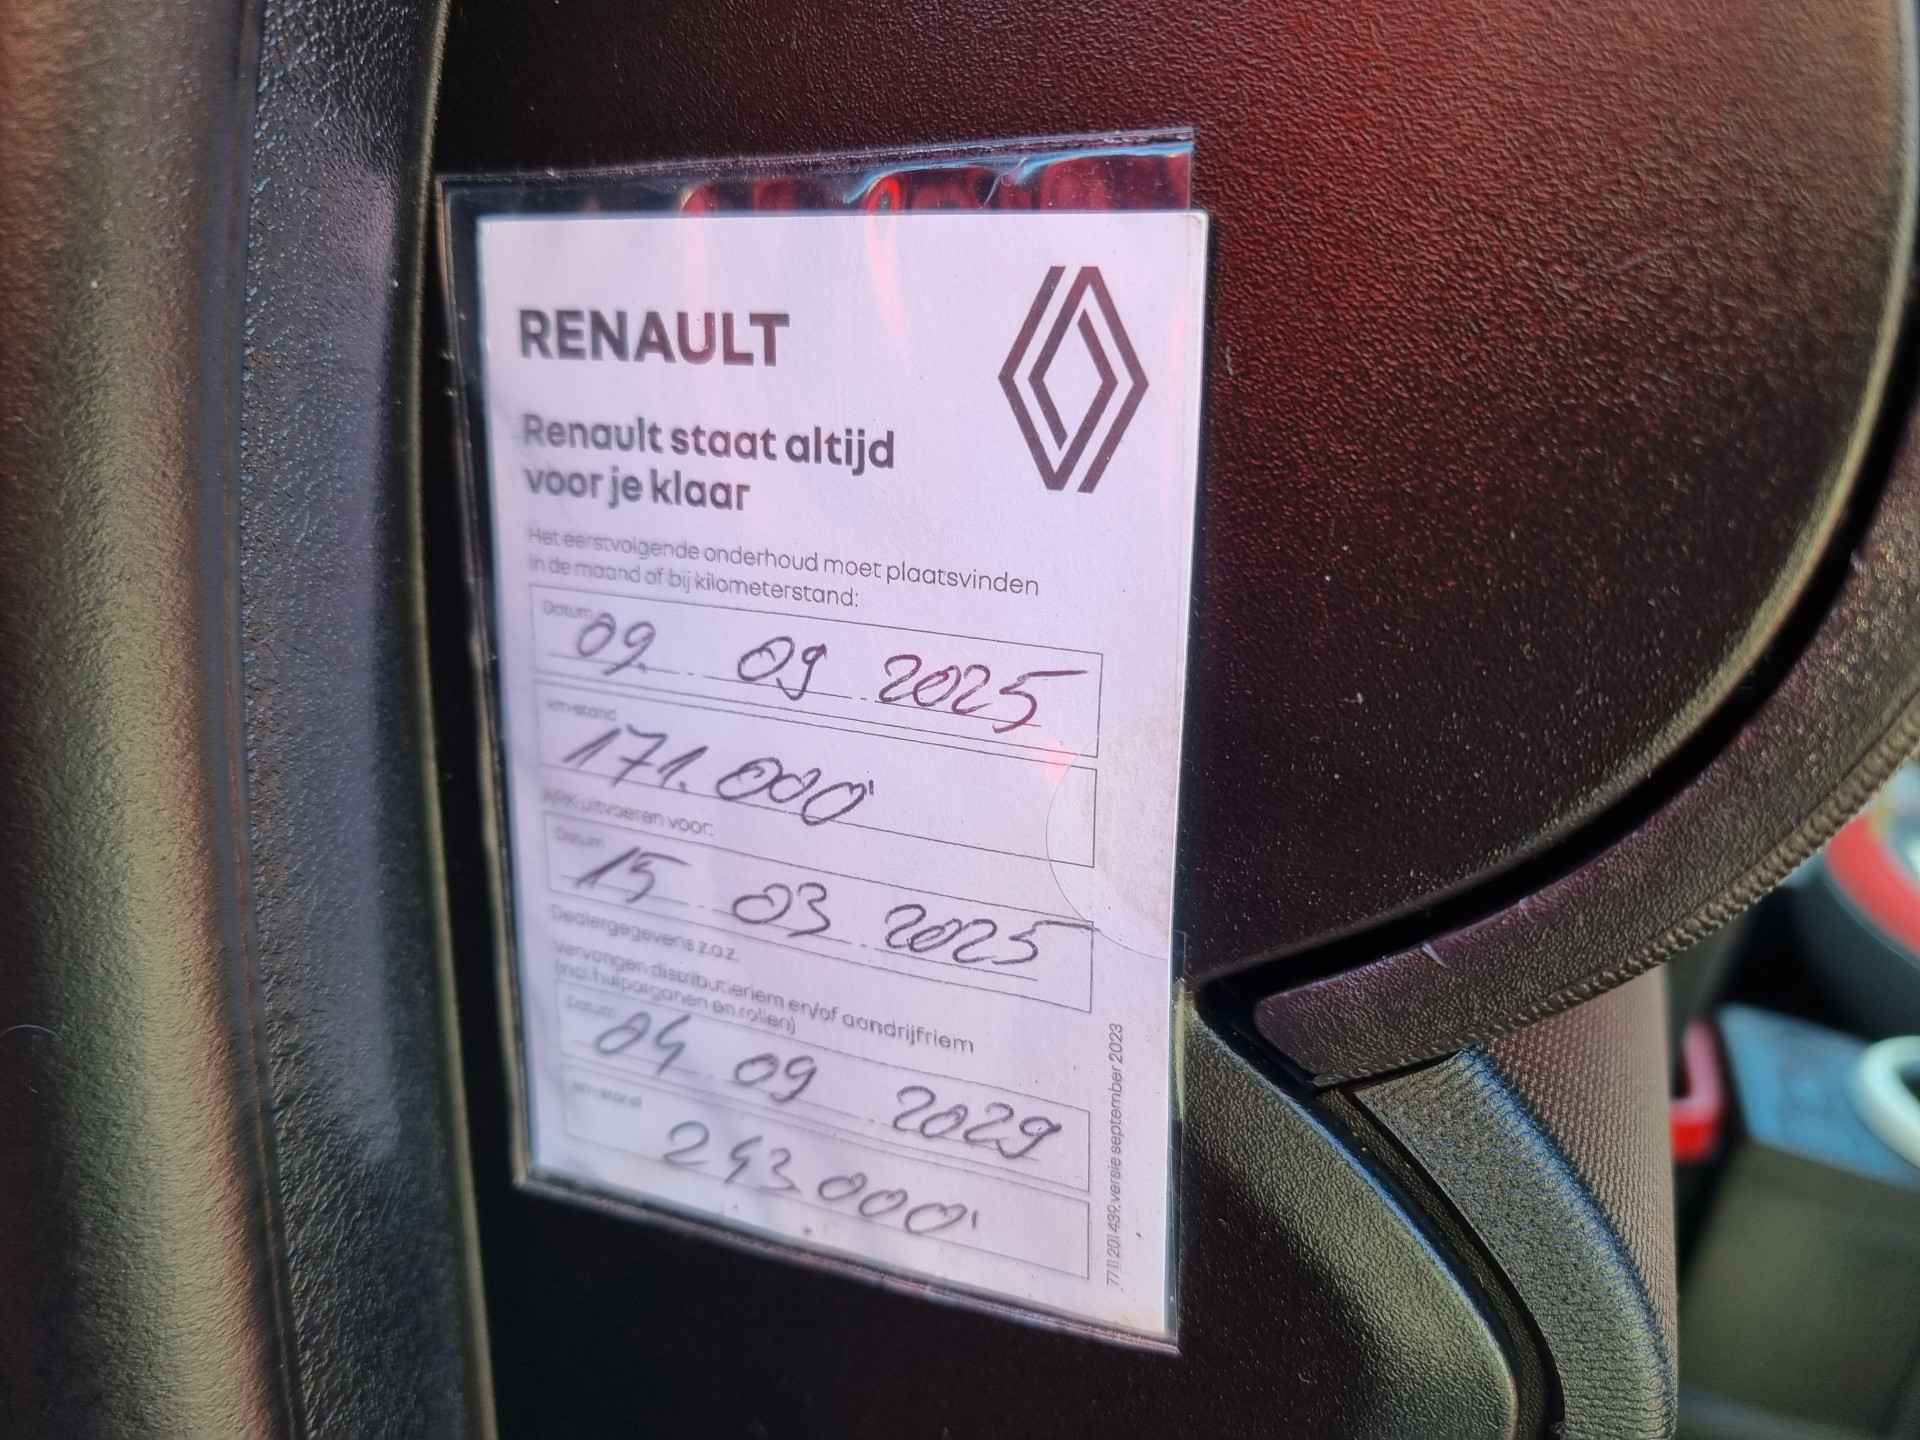 RENAULT
Renault staat altijd
voor je klaar
Het eerstvolgende onderhoud moet plaatsvinden
in de maand of bij kilometerstand:
Datum
09. 09 2025
km-stand
171.000
APK-uitvoeren voor:
Datum
15 03 2025
Dealergegevens z.o.z.
Vervangen distributieriem en/of aandrijfriem
(incl. hulporganen en rollen)
Datum
04 09 2029
km-stand
243.000
77 11 201 439, versie september 2023